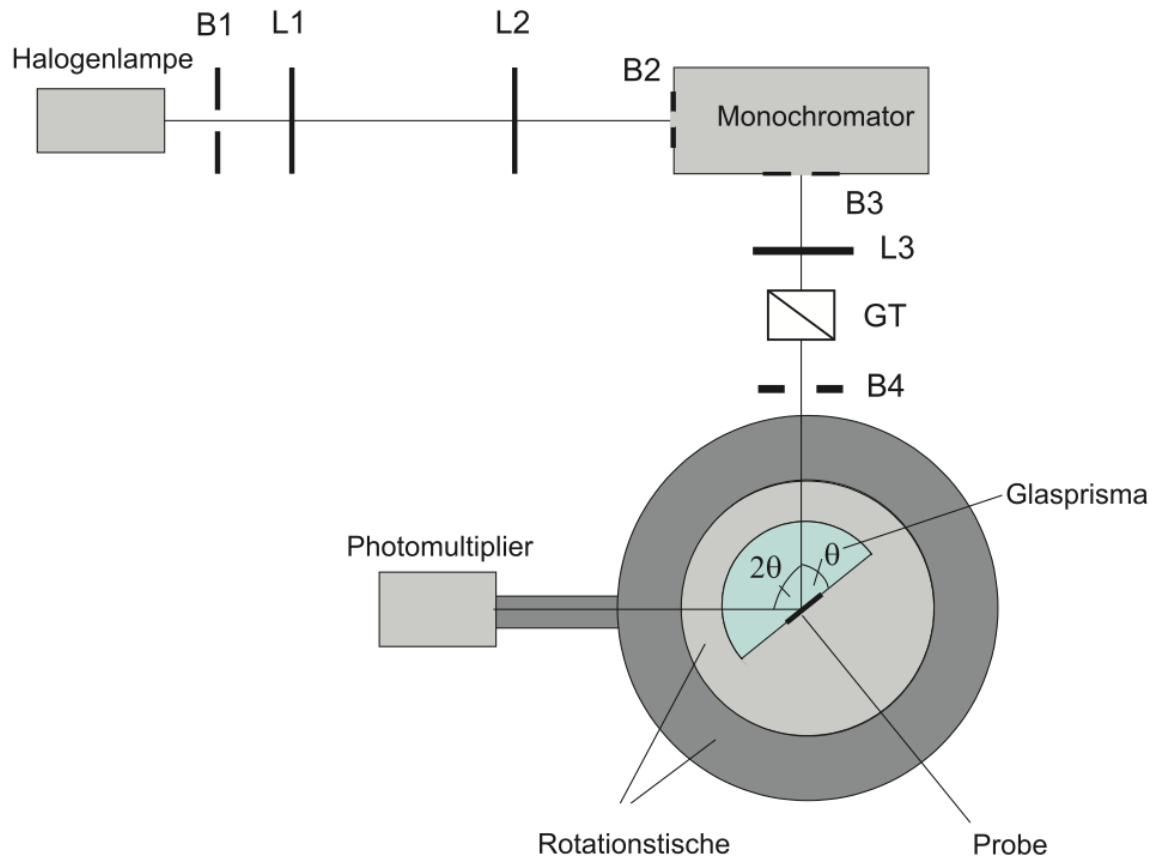 B1
L1
L2
Halogenlampe
B2
Monochromator
B3
L3
GT
B4
Glasprisma
Photomultiplier
2θ
θ
Rotationstische
Probe